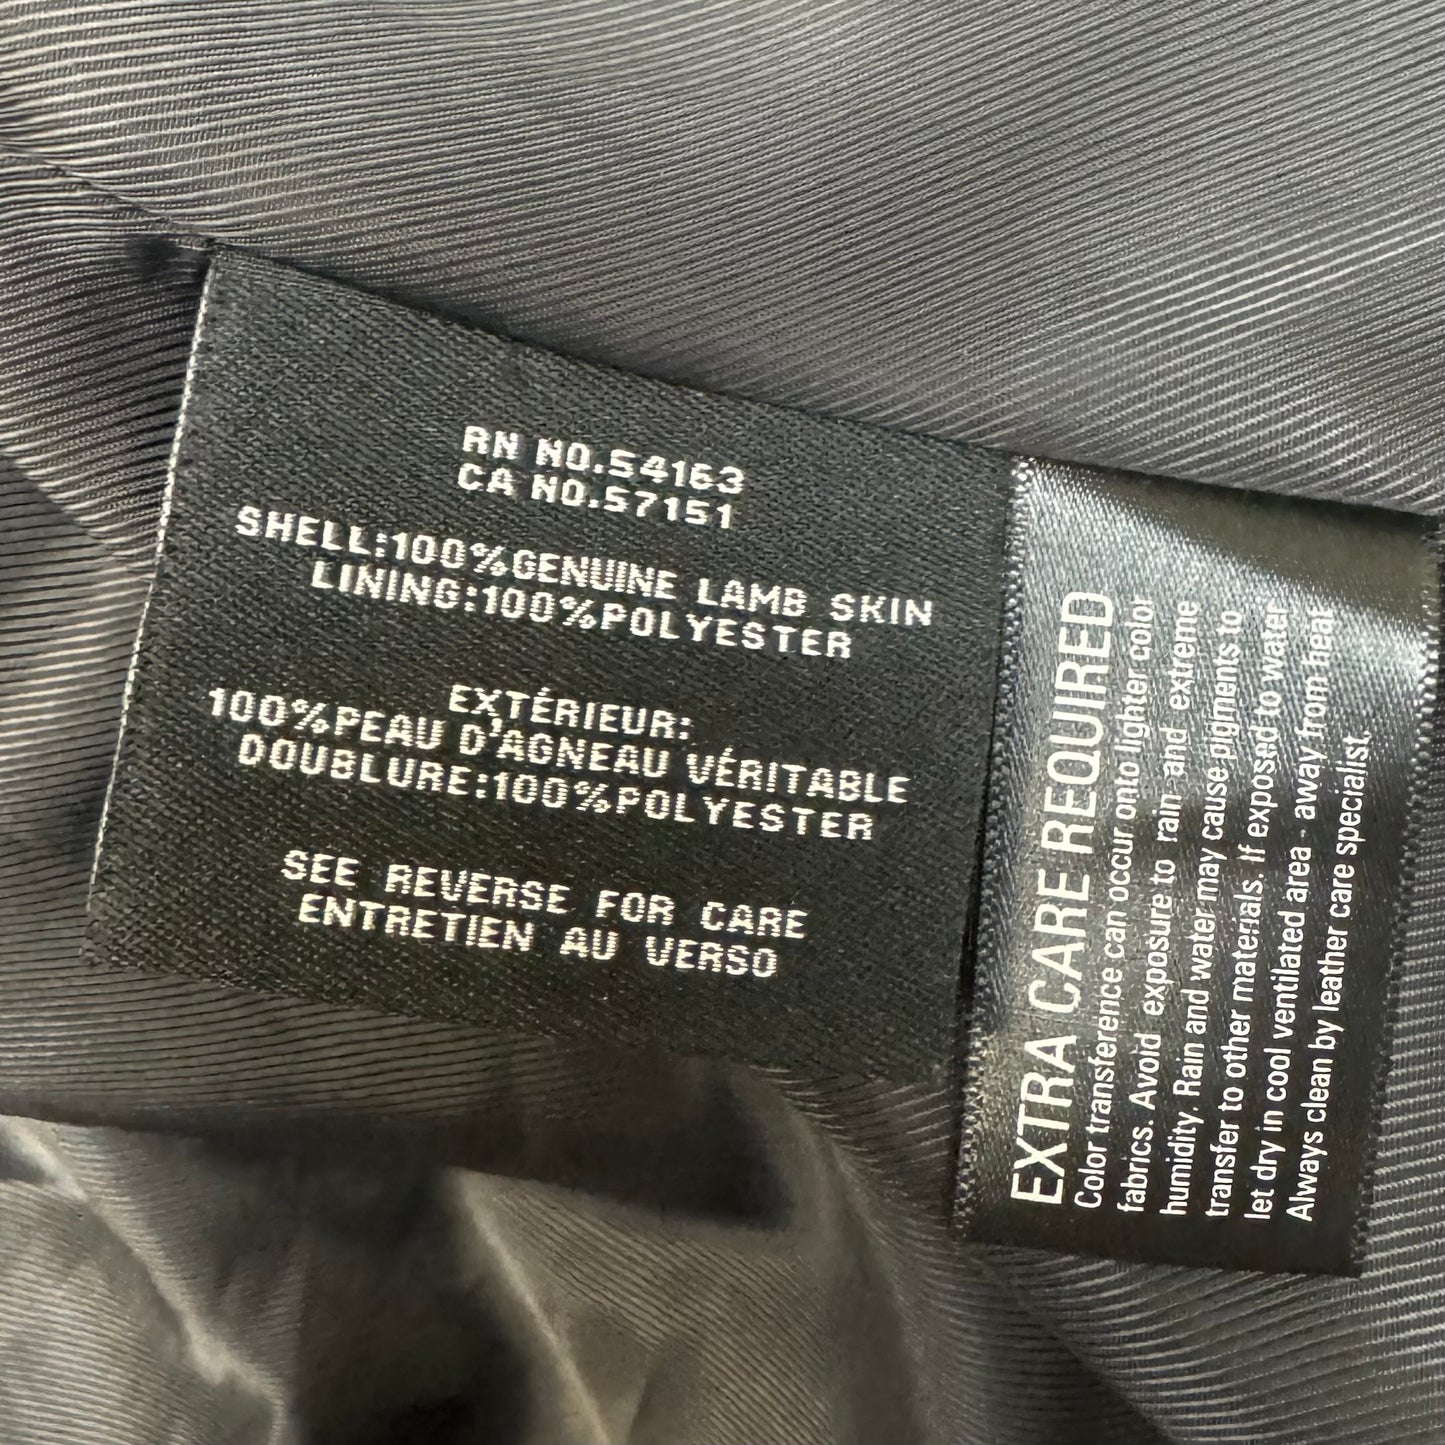 RN NO.54163
CA NO.57151
SHELL:100%GENUINE LAMB SKIN
LINING:100%POLYESTER
EXTÉRIEUR:
100%PEAU D'AGNEAU VÉRITABLE
DOUBLURE:100%POLYESTER
SEE REVERSE FOR CARE
ENTRETIEN AU VERSO
EXTRA CARE REQUIRED
Color transference can occur onto lighter color
fabrics. Avoid exposure to rain and extreme
humidity. Rain and water may cause pigments to
transfer to other materials. If exposed to water
let dry in cool ventilated area - away from heat
Always clean by leather care specialist.